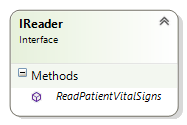 IReader
Interface
Methods
ReadPatientVitalSigns